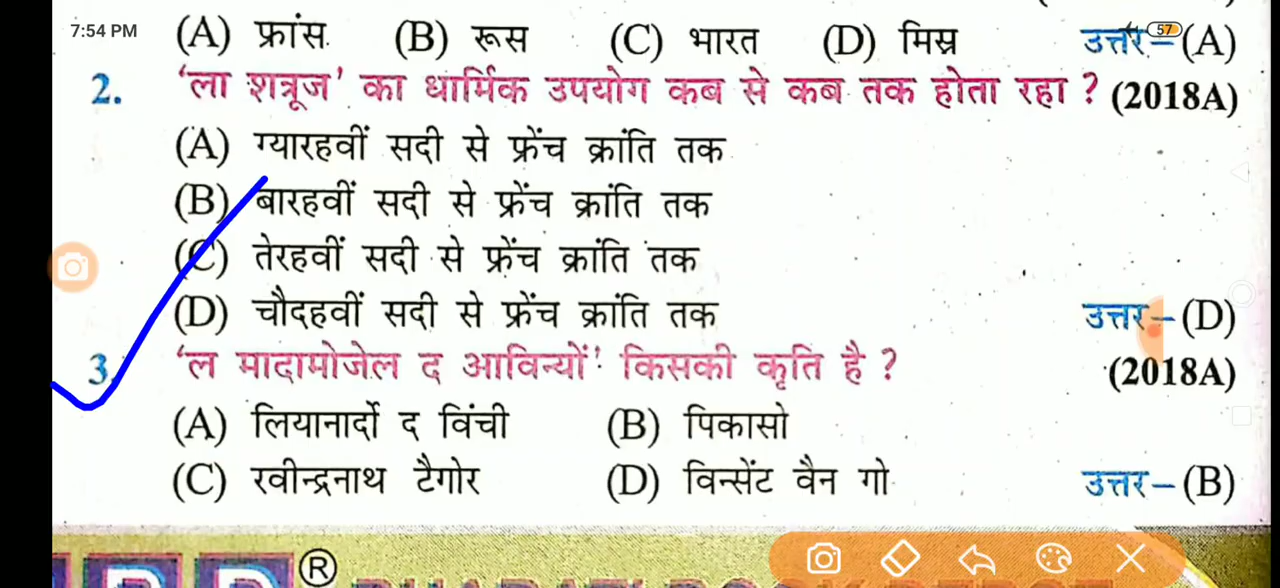 7:54 PM
57
(A) फ्रांस (B) रूस (C) भारत (D) मिस्र उत्तर–(A)
2. 'ला शत्रूज' का धार्मिक उपयोग कब से कब तक होता रहा ? (2018A)
(A) ग्यारहवीं सदी से फ्रेंच क्रांति तक
(B) बारहवीं सदी से फ्रेंच क्रांति तक
(C) तेरहवीं सदी से फ्रेंच क्रांति तक
(D) चौदहवीं सदी से फ्रेंच क्रांति तक उत्तर–(D)
3. 'ल मादामोजेल द आविन्यों' किसकी कृति है ? (2018A)
(A) लियानार्दो द विंची (B) पिकासो
(C) रवीन्द्रनाथ टैगोर (D) विन्सेंट वैन गो उत्तर–(B)
®